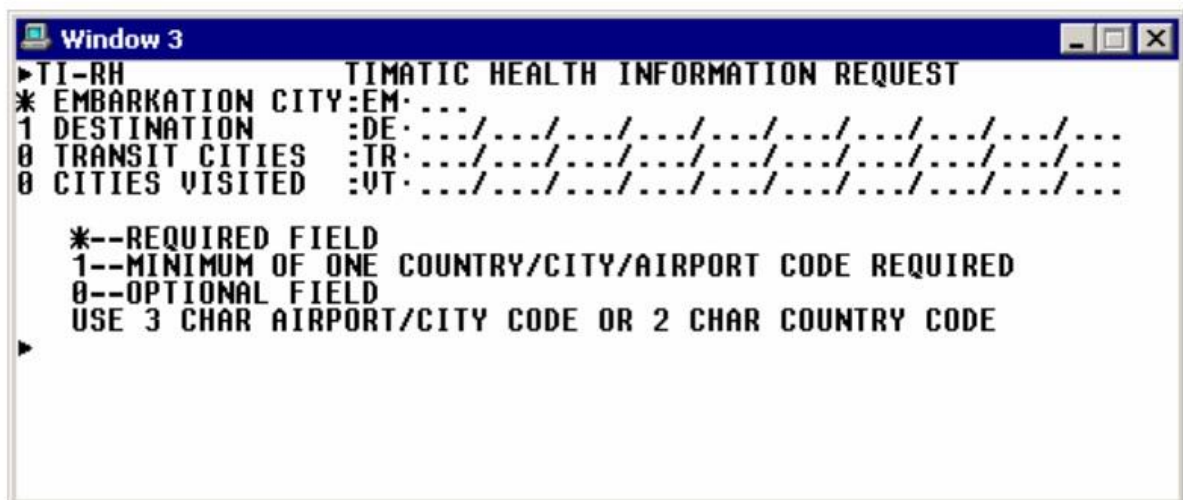 Window 3
►TI-RH TIMATIC HEALTH INFORMATION REQUEST
* EMBARKATION CITY:EM·...
1 DESTINATION :DE·.../.../.../.../.../.../.../.../.../...
0 TRANSIT CITIES :TR·.../.../.../.../.../.../.../.../.../...
0 CITIES VISITED :VT·.../.../.../.../.../.../.../.../.../...
*--REQUIRED FIELD
1--MINIMUM OF ONE COUNTRY/CITY/AIRPORT CODE REQUIRED
0--OPTIONAL FIELD
USE 3 CHAR AIRPORT/CITY CODE OR 2 CHAR COUNTRY CODE
►